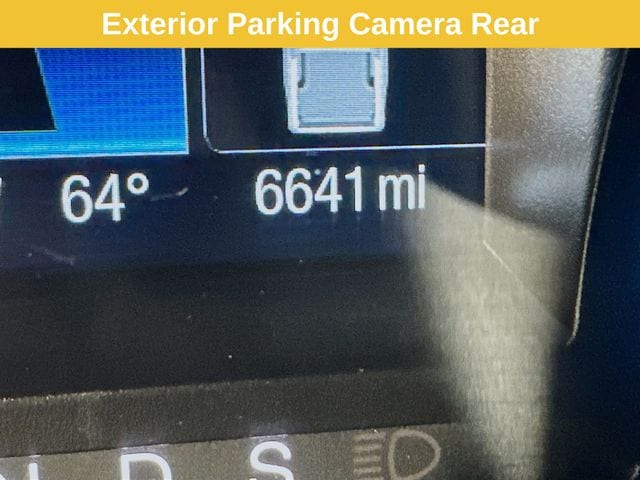 Exterior Parking Camera Rear
64° 6641 mi
N D S